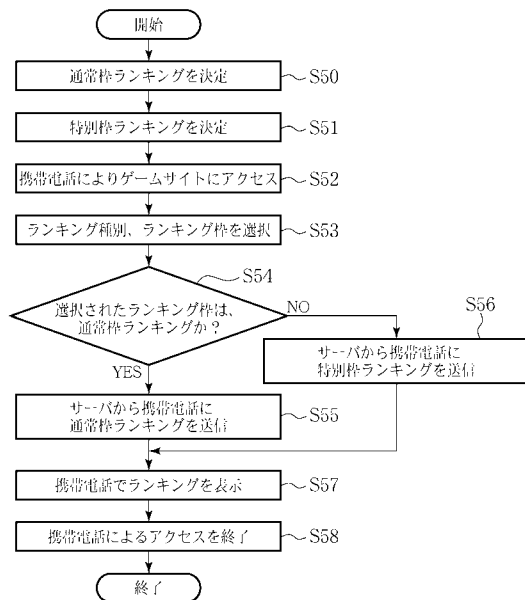 開始
通常枠ランキングを決定
S50
特別枠ランキングを決定
S51
携帯電話によりゲームサイトにアクセス
S52
ランキング種別、ランキング枠を選択
S53
S54
選択されたランキング枠は、
通常枠ランキングか?
NO
YES
S56
サーバから携帯電話に
特別枠ランキングを送信
サーバから携帯電話に
通常枠ランキングを送信
S55
携帯電話でランキングを表示
S57
携帯電話によるアクセスを終了
S58
終了